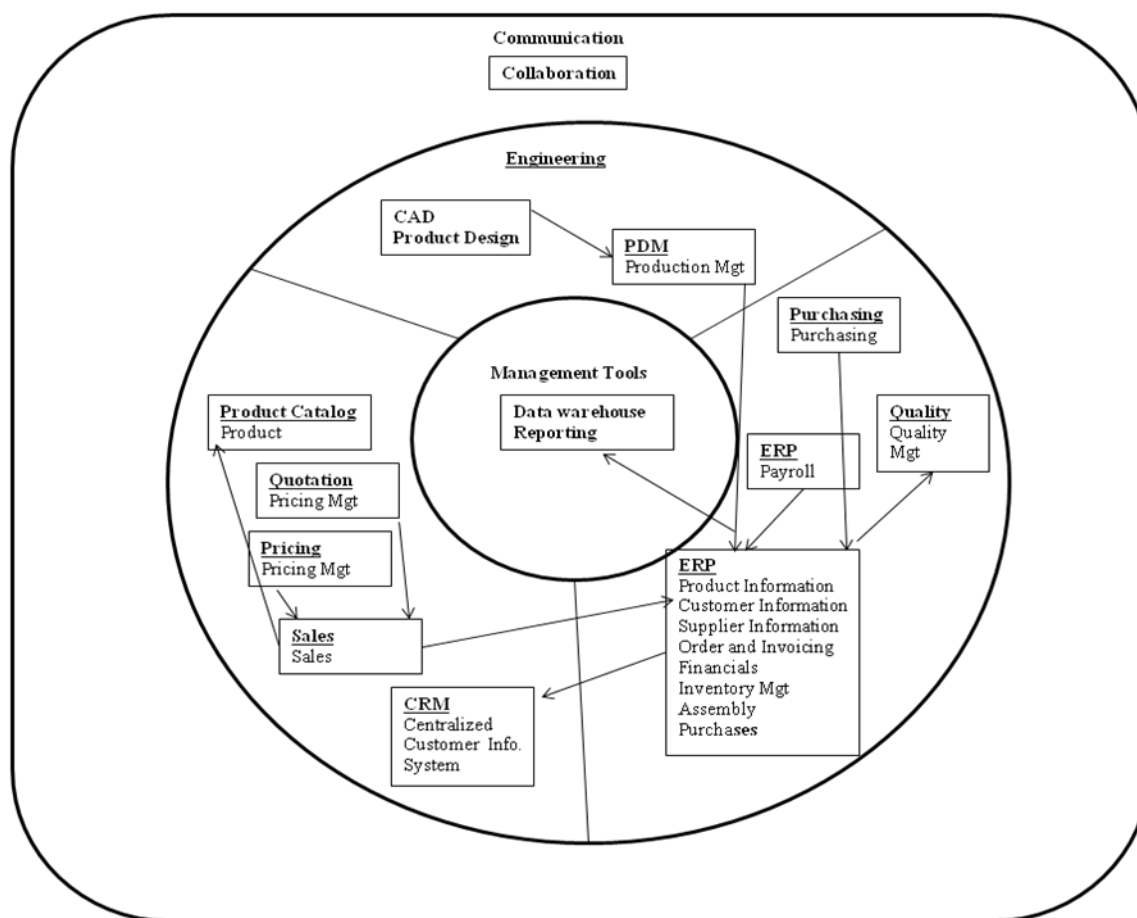 Communication
Collaboration
Engineering
CAD
Product Design
PDM
Production Mgt
Purchasing
Purchasing
Management Tools
Data warehouse
Reporting
Product Catalog
Product
Quality
Quality
Mgt
ERP
Payroll
Quotation
Pricing Mgt
Pricing
Pricing Mgt
Sales
Sales
ERP
Product Information
Customer Information
Supplier Information
Order and Invoicing
Financials
Inventory Mgt
Assembly
Purchases
CRM
Centralized
Customer Info.
System